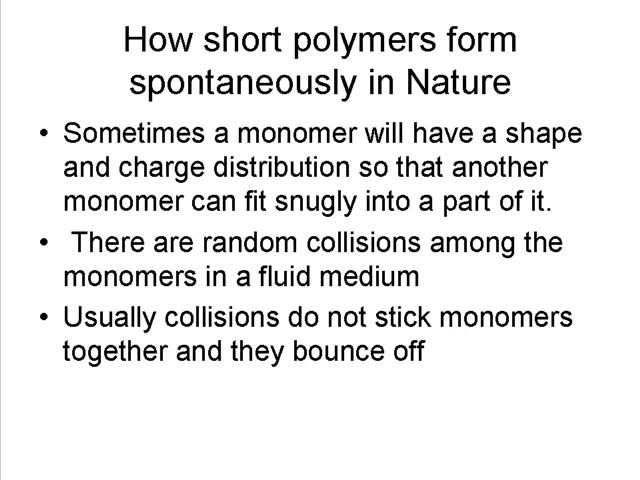 How short polymers form
spontaneously in Nature
• Sometimes a monomer will have a shape
and charge distribution so that another
monomer can fit snugly into a part of it.
• There are random collisions among the
monomers in a fluid medium
• Usually collisions do not stick monomers
together and they bounce off